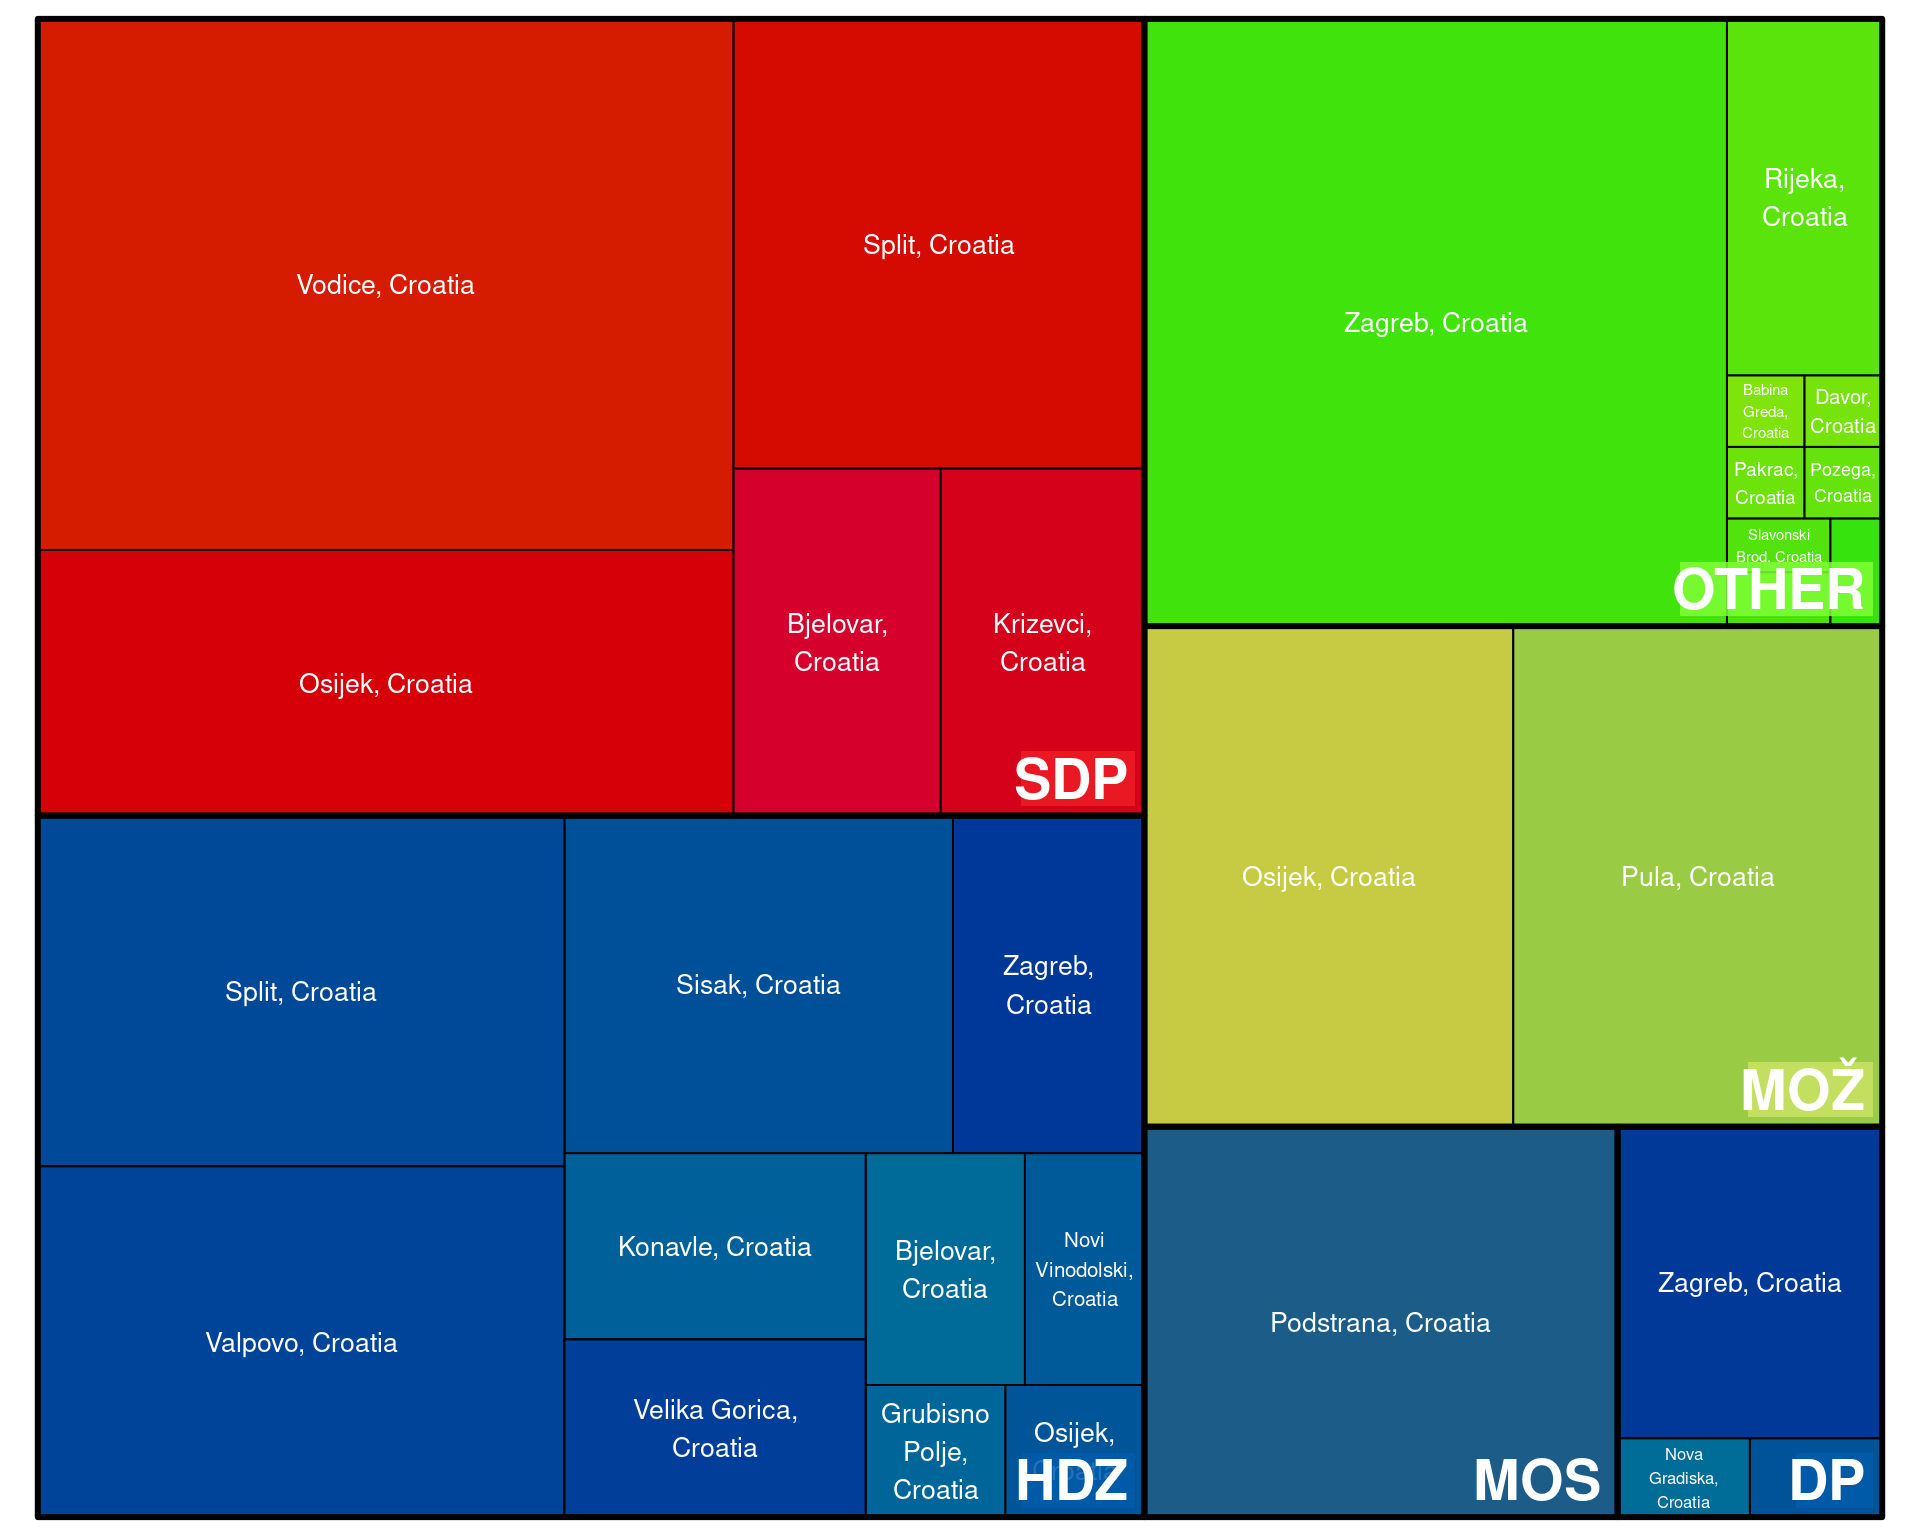 Vodice, Croatia
Split, Croatia
Osijek, Croatia
Bjelovar,
Croatia
Krizevci,
Croatia
SDP
Split, Croatia
Sisak, Croatia
Zagreb,
Croatia
Valpovo, Croatia
Konavle, Croatia
Velika Gorica,
Croatia
Bjelovar,
Croatia
Novi
Vinodolski,
Croatia
Grubisno
Polje,
Croatia
Osijek,
Croatia
HDZ
Zagreb, Croatia
Rijeka,
Croatia
Babina
Greda,
Croatia
Davor,
Croatia
Pakrac,
Croatia
Pozega,
Croatia
Slavonski
Brod, Croatia
OTHER
Osijek, Croatia
Pula, Croatia
MOŽ
Podstrana, Croatia
MOS
Zagreb, Croatia
Nova
Gradiska,
Croatia
DP